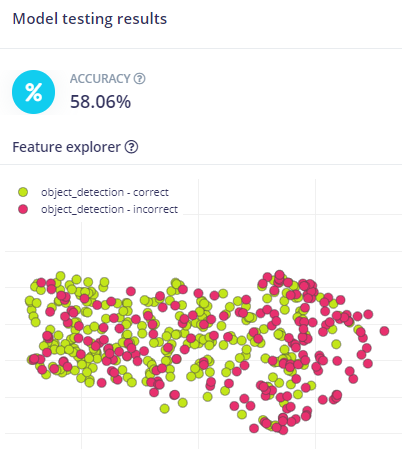 Model testing results
%
ACCURACY ?
58.06%
Feature explorer ?
object_detection - correct
object_detection - incorrect